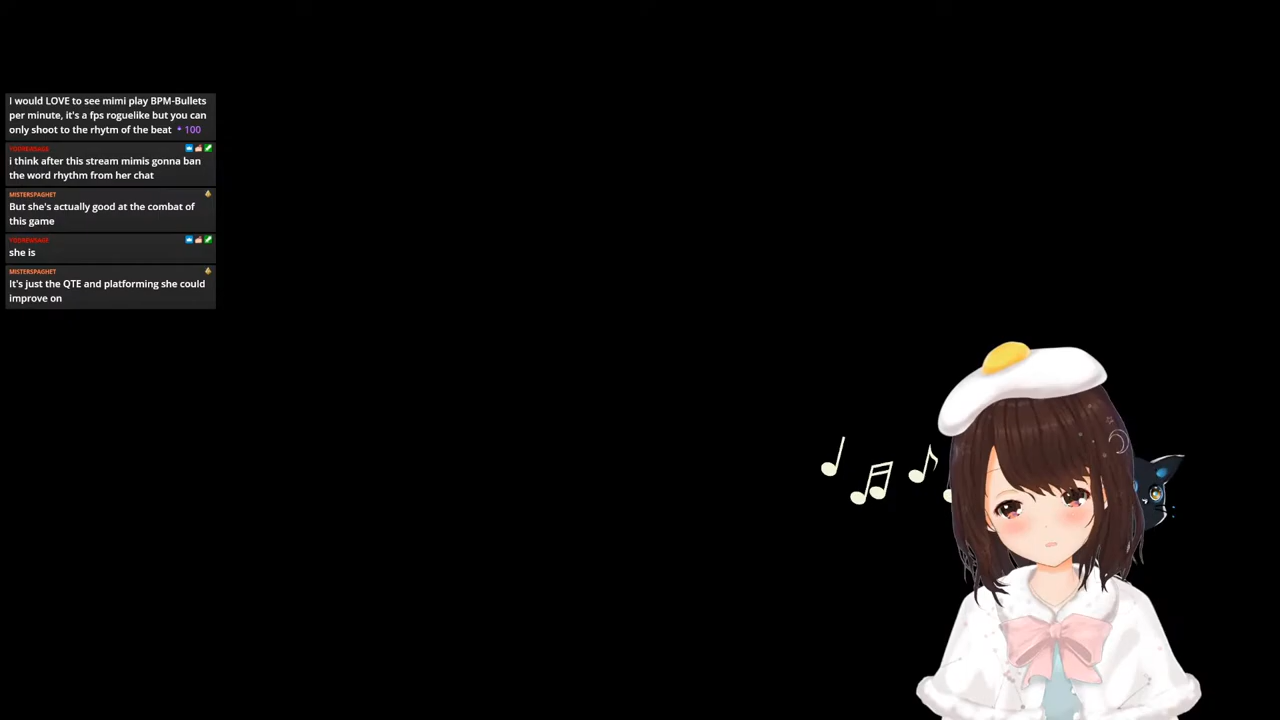 I would LOVE to see mimi play BPM-Bullets
per minute, it's a fps roguelike but you can
only shoot to the rhytm of the beat 100
i think after this stream mimis gonna ban
the word rhythm from her chat
MISTERSPAGHET
But she's actually good at the combat of
this game
she is
MISTERSPAGHET
It's just the QTE and platforming she could
improve on